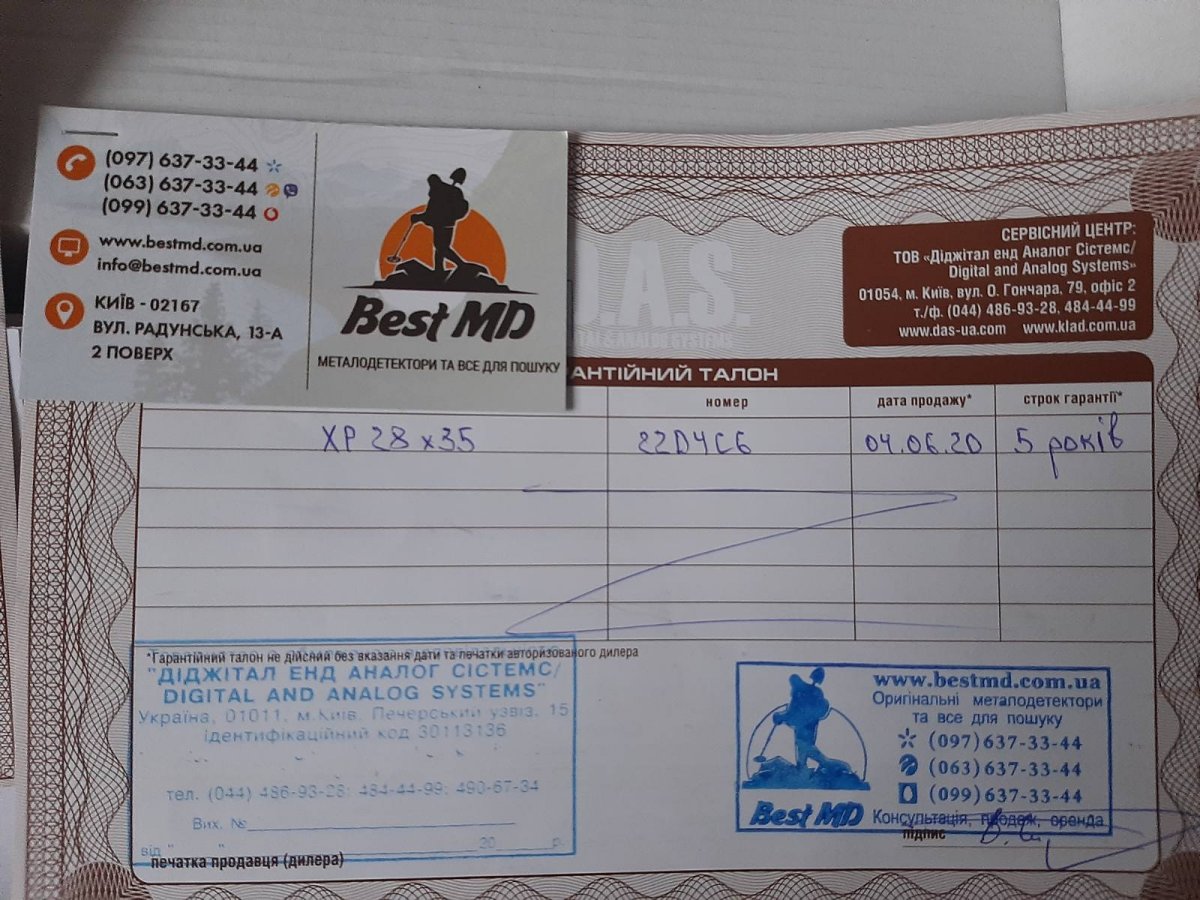 (097) 637-33-44
(063) 637-33-44
(099) 637-33-44
www.bestmd.com.ua
info@bestmd.com.ua
КИЇВ - 02167
ВУЛ. РАДУНСЬКА, 13-А
2 ПОВЕРХ
Best MD
МЕТАЛОДЕТЕКТОРИ ТА ВСЕ ДЛЯ ПОШУКУ
D.A.S.
TAL & ANALOG SYSTEMS
СЕРВІСНИЙ ЦЕНТР:
ТОВ «Діджітал енд Аналог Сістемс/
Digital and Analog Systems»
01054, м. Київ, вул. О. Гончара, 79, офіс 2
т./ф. (044) 486-93-28, 484-44-99
www.das-ua.com www.klad.com.ua
АНТІЙНИЙ ТАЛОН
номер дата продажу* строк гарантії*
XP 28x35 22D4C6 04.06.20 5 років
*Гарантійний талон не дійсний без вказання дати та печатки авторизованого дилера
"ДІДЖІТАЛ ЕНД АНАЛОГ СІСТЕМС/
DIGITAL AND ANALOG SYSTEMS"
Україна, 01011, м.Київ, Печерський узвіз, 15
ідентифікаційний код 30113136
тел. (044) 486-93-28; 484-44-99; 490-67-34
Вих. №
від " " 20 р.
печатка продавця (дилера)
www.bestmd.com.ua
Оригінальні металодетектори
та все для пошуку
(097) 637-33-44
(063) 637-33-44
(099) 637-33-44
Best MD Консультація, продаж, оренда
підпис